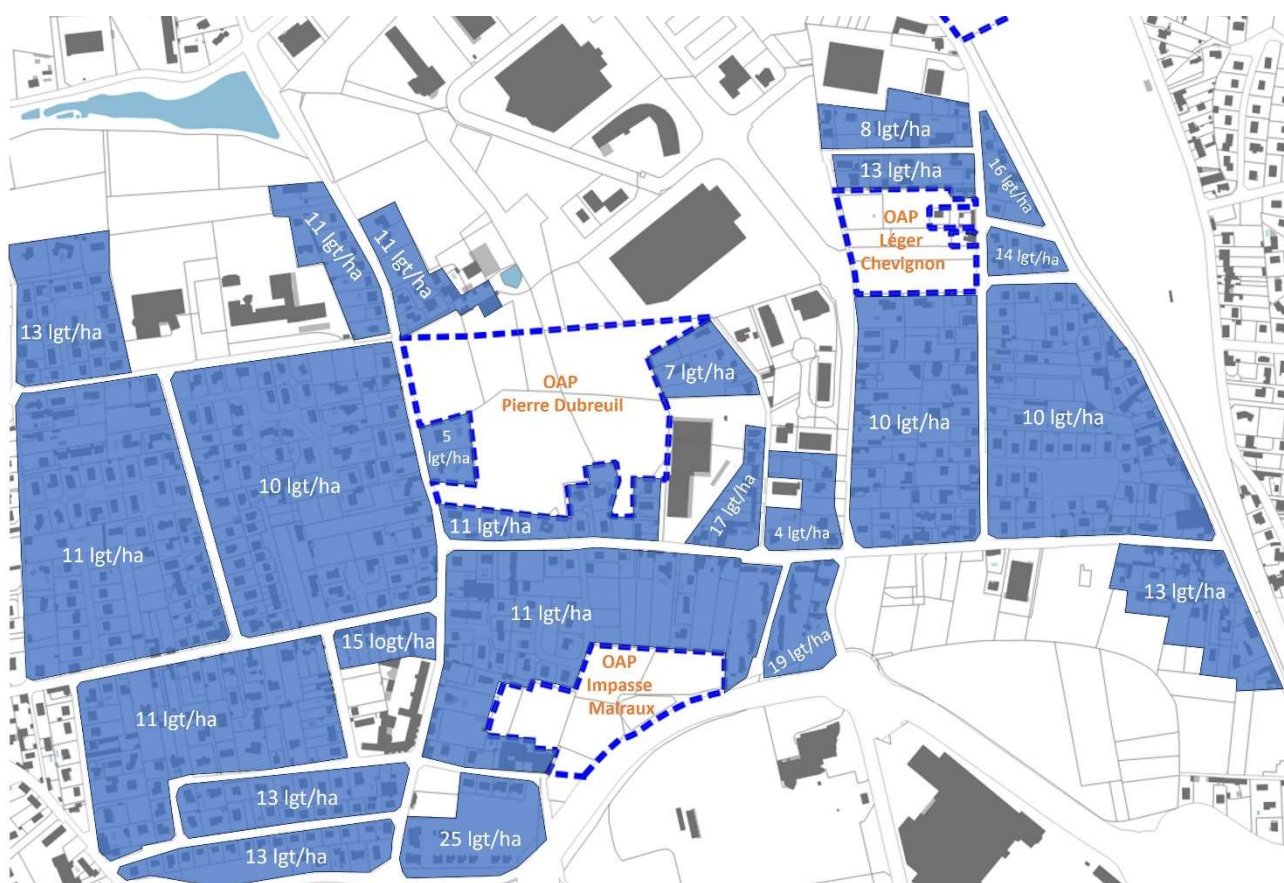 8 lgt/ha
13 lgt/ha
16 lgt/ha
OAP
Léger
Chevignon
14 lgt/ha
11 lgt/ha
11 lgt/ha
13 lgt/ha
7 lgt/ha
OAP
Pierre Dubreuil
5
lgt/ha
10 lgt/ha
10 lgt/ha
10 lgt/ha
11 lgt/ha
11 lgt/ha
17 lgt/ha
4 lgt/ha
13 lgt/ha
11 lgt/ha
15 logt/ha
19 lgt/ha
OAP
Impasse
Malraux
11 lgt/ha
13 lgt/ha
25 lgt/ha
13 lgt/ha